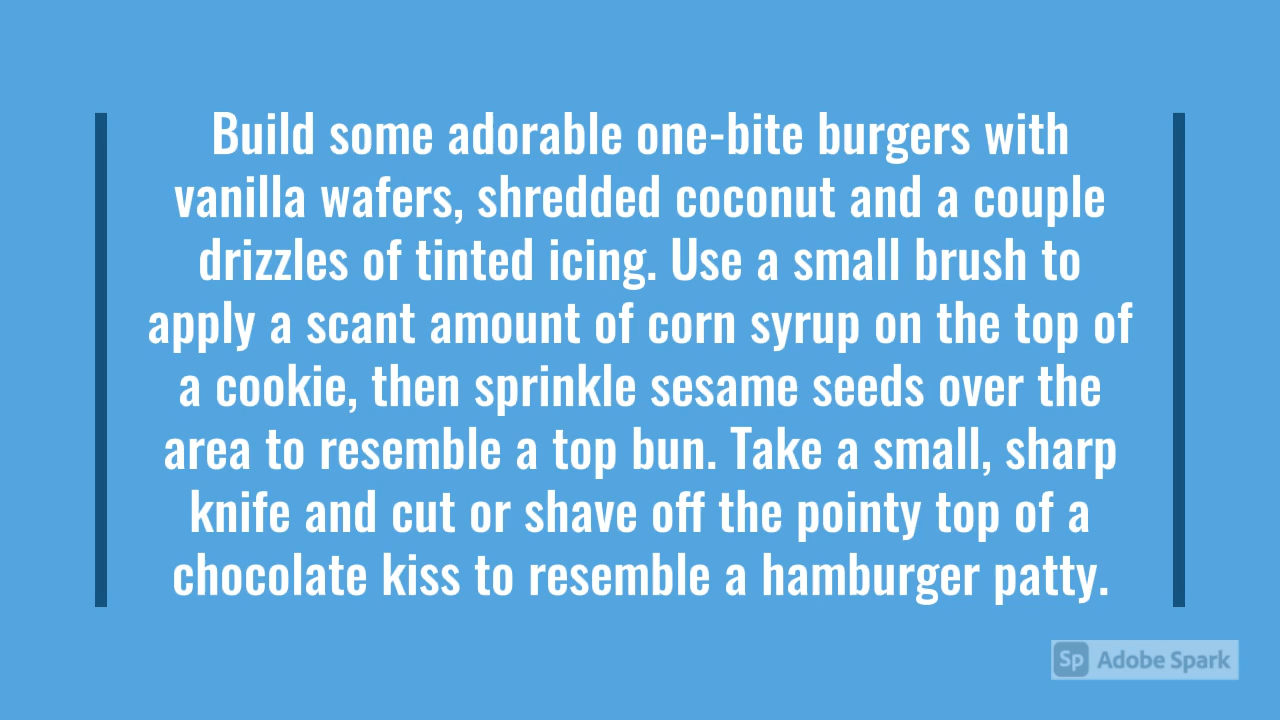 Build some adorable one-bite burgers with
vanilla wafers, shredded coconut and a couple
drizzles of tinted icing. Use a small brush to
apply a scant amount of corn syrup on the top of
a cookie, then sprinkle sesame seeds over the
area to resemble a top bun. Take a small, sharp
knife and cut or shave off the pointy top of a
chocolate kiss to resemble a hamburger patty.
Sp Adobe Spark